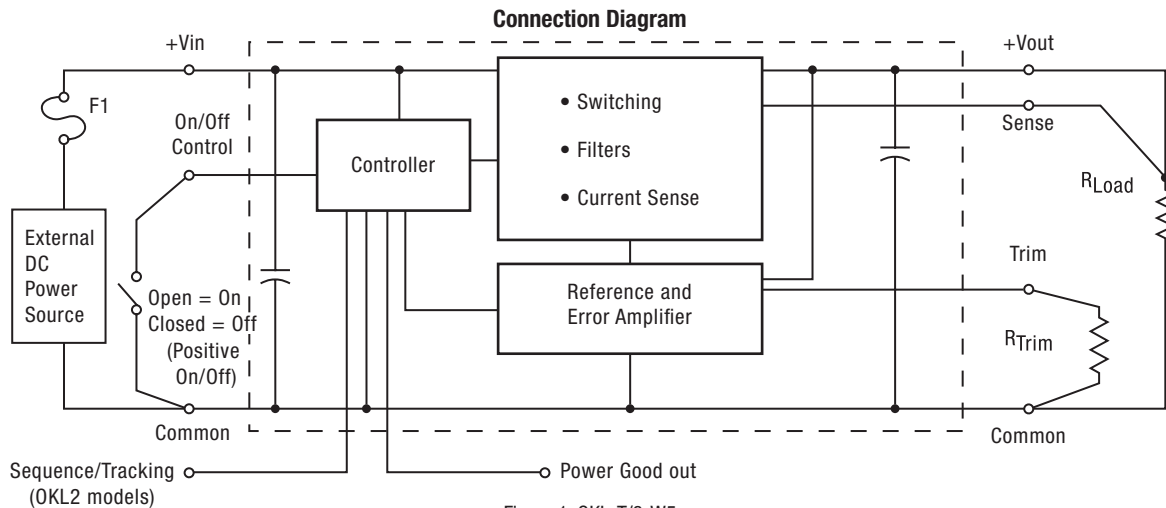 Connection Diagram
+Vin
+Vout
F1
On/Off
Control
Controller
• Switching
• Filters
• Current Sense
Sense
RLoad
External
DC
Power
Source
Open = On
Closed = Off
(Positive
On/Off)
Reference and
Error Amplifier
Trim
RTrim
Common
Common
Sequence/Tracking
(OKL2 models)
Power Good out